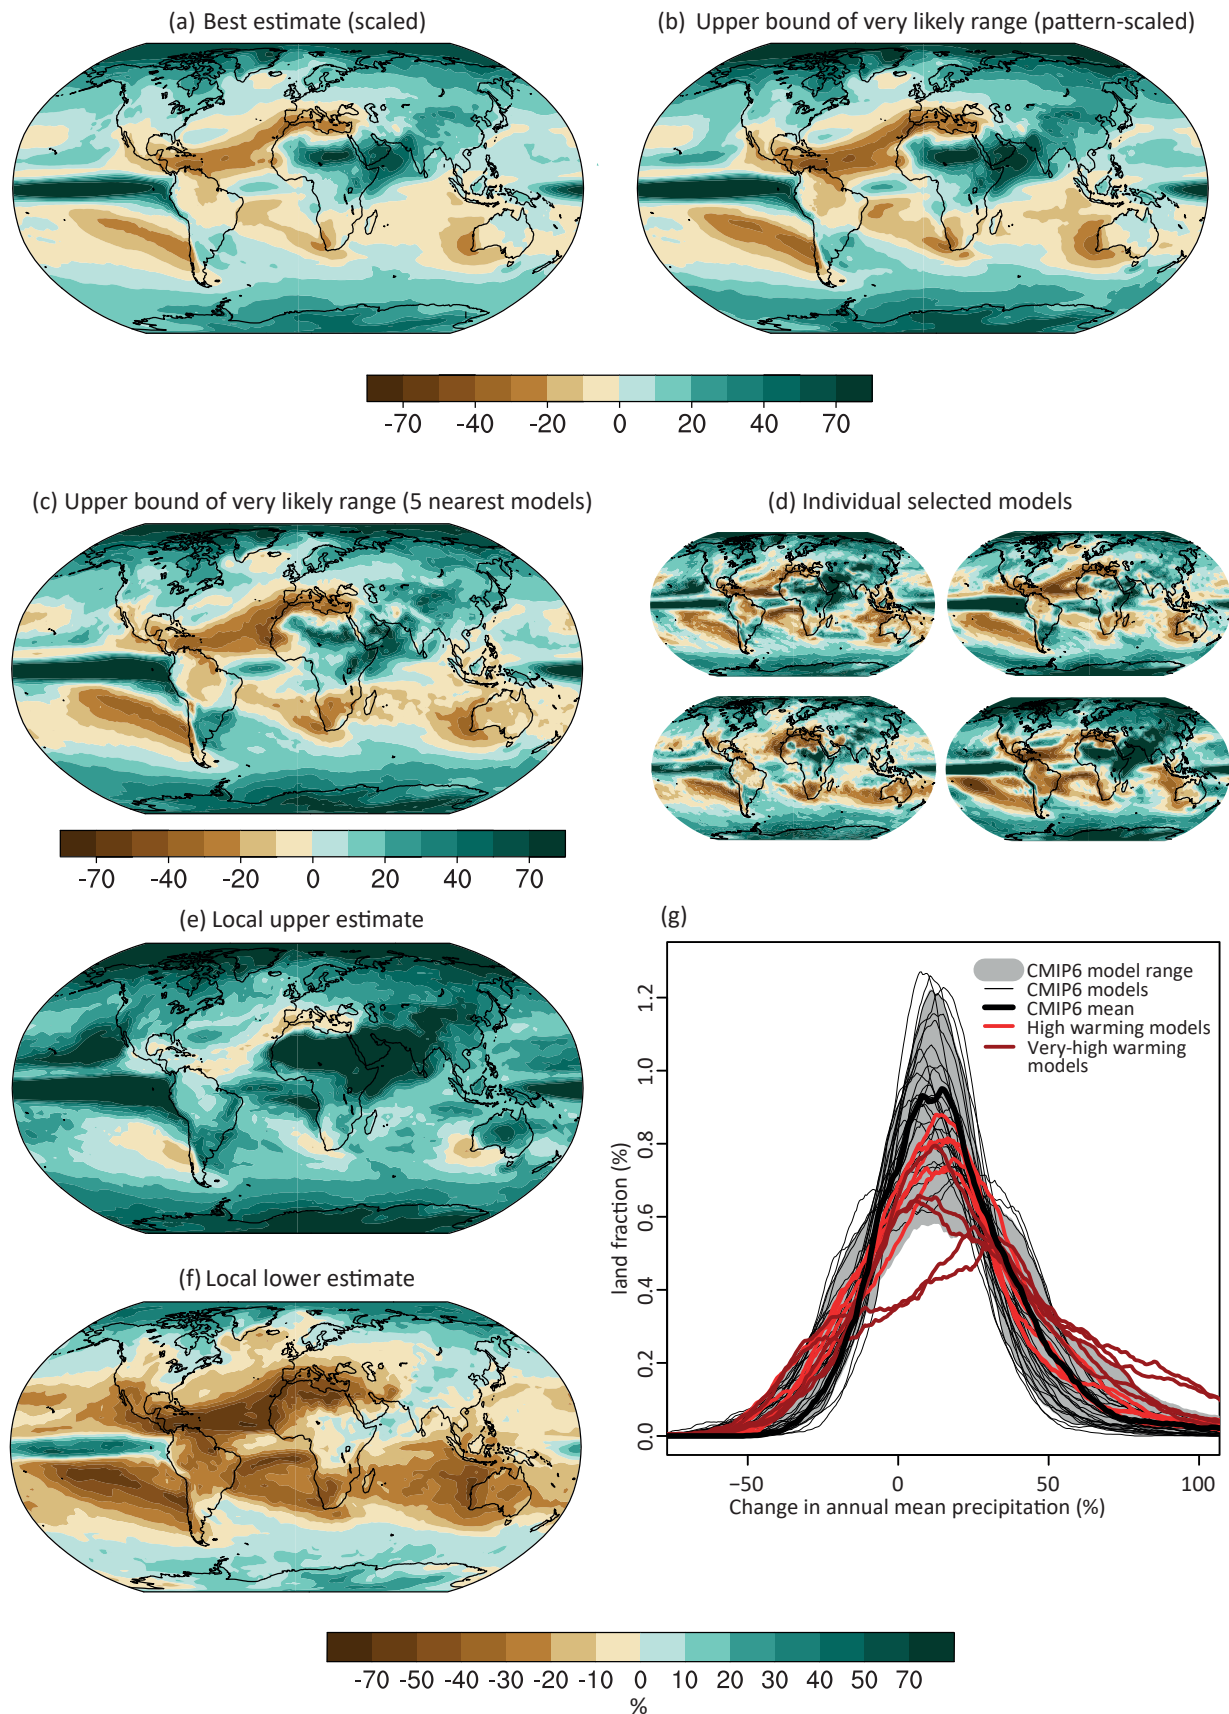 (a) Best estimate (scaled)
(b) Upper bound of very likely range (pattern-scaled)
-70 -40 -20 0 20 40 70
(c) Upper bound of very likely range (5 nearest models)
(d) Individual selected models
-70 -40 -20 0 20 40 70
(e) Local upper estimate
(f) Local lower estimate
(g)
CMIP6 model range
CMIP6 models
CMIP6 mean
High warming models
Very-high warming
models
land fraction (%)
0.0 0.2 0.4 0.6 0.8 1.0 1.2
−50 0 50 100
Change in annual mean precipitation (%)
-70 -50 -40 -30 -20 -10 0 10 20 30 40 50 70
%